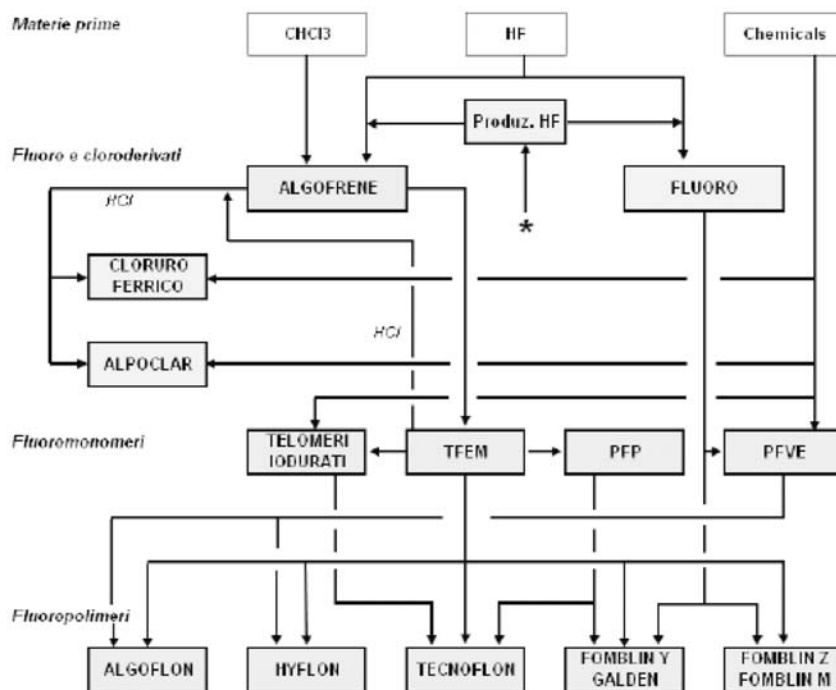 Materie prime
CHCl3
HF
Chemicals
Produz. HF
Fluoro e cloroderivati
ALGOFRENE
FLUORO
HCl
*
CLORURO
FERRICO
HCl
ALPOCLAR
Fluoromonomeri
TELOMERI
IODURATI
TFEM
PFP
PFVE
Fluoropolimeri
ALGOFLON
HYFLON
TECNOFLON
FOMBLIN Y
GALDEN
FOMBLIN Z
FOMBLIN M